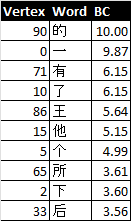 Vertex Word BC
90 的 10.00
0 一 9.87
71 有 6.15
10 了 6.15
86 王 5.64
15 他 5.15
5 个 4.99
65 所 3.61
2 下 3.60
33 后 3.56